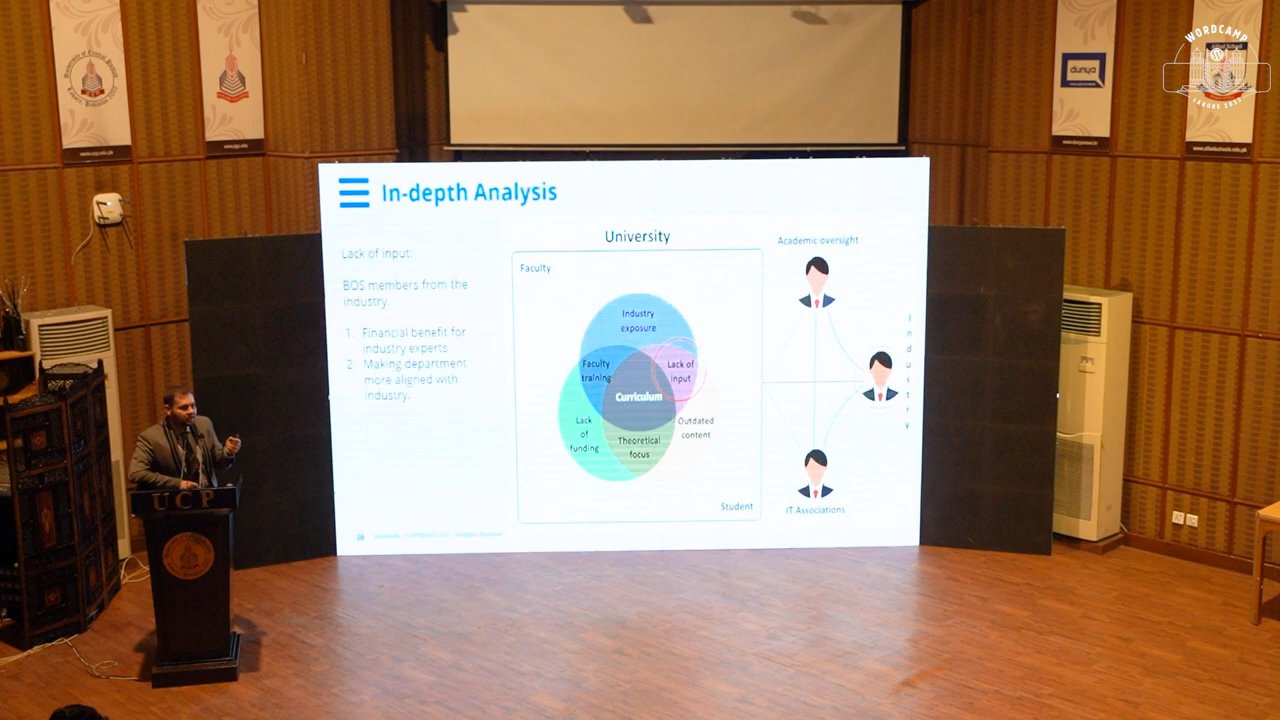 WORDCAMP
LAHORE
dunya
In-depth Analysis
Lack of input:
BOS members from the
industry.
1. Financial benefit for
industry experts.
2. Making department
more aligned with
industry.
University
Faculty
Industry
exposure
Faculty
training
Lack of
input
Curriculum
Lack
of
funding
Theoretical
focus
Outdated
content
Student
Academic oversight
Industry
IT Associations
UCP